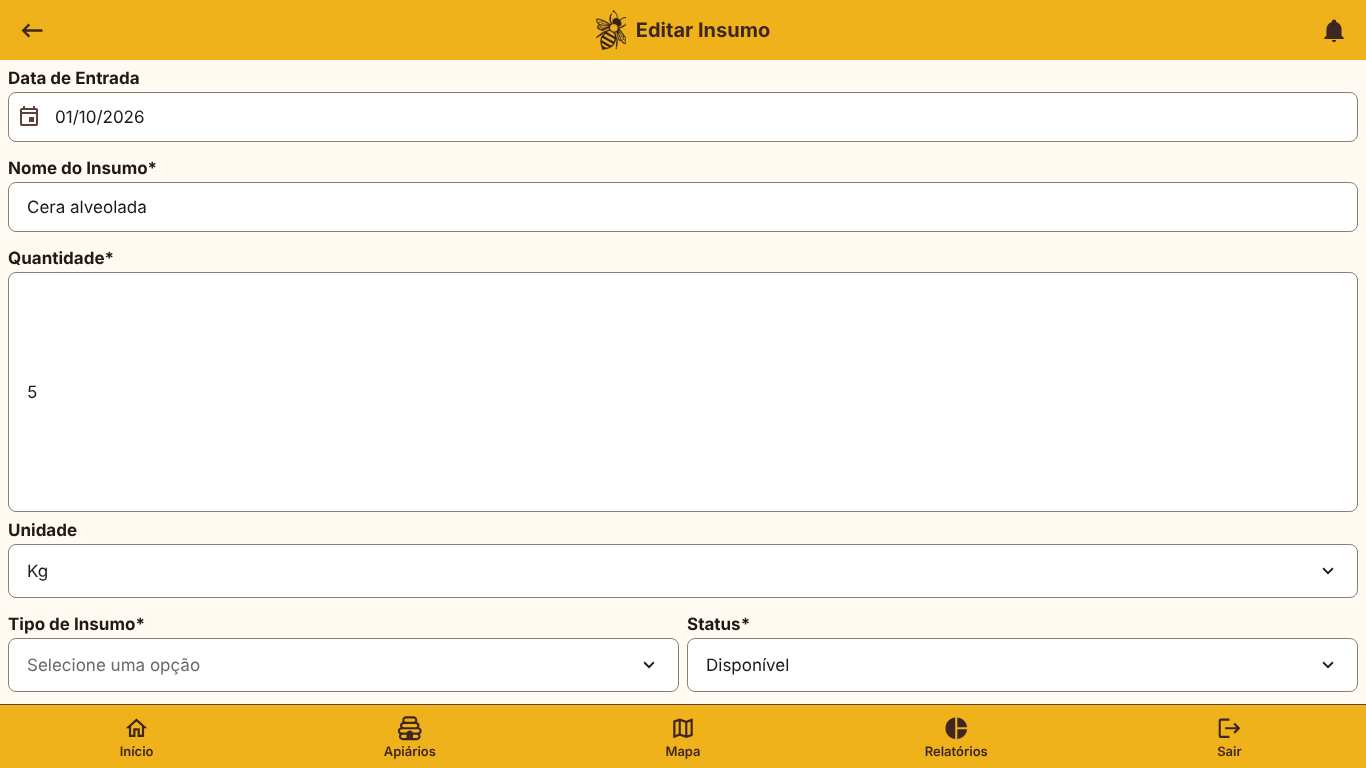 Editar Insumo
Data de Entrada
01/10/2026
Nome do Insumo*
Cera alveolada
Quantidade*
5
Unidade
Kg
Tipo de Insumo*
Selecione uma opção
Status*
Disponível
Início
Apiários
Mapa
Relatórios
Sair